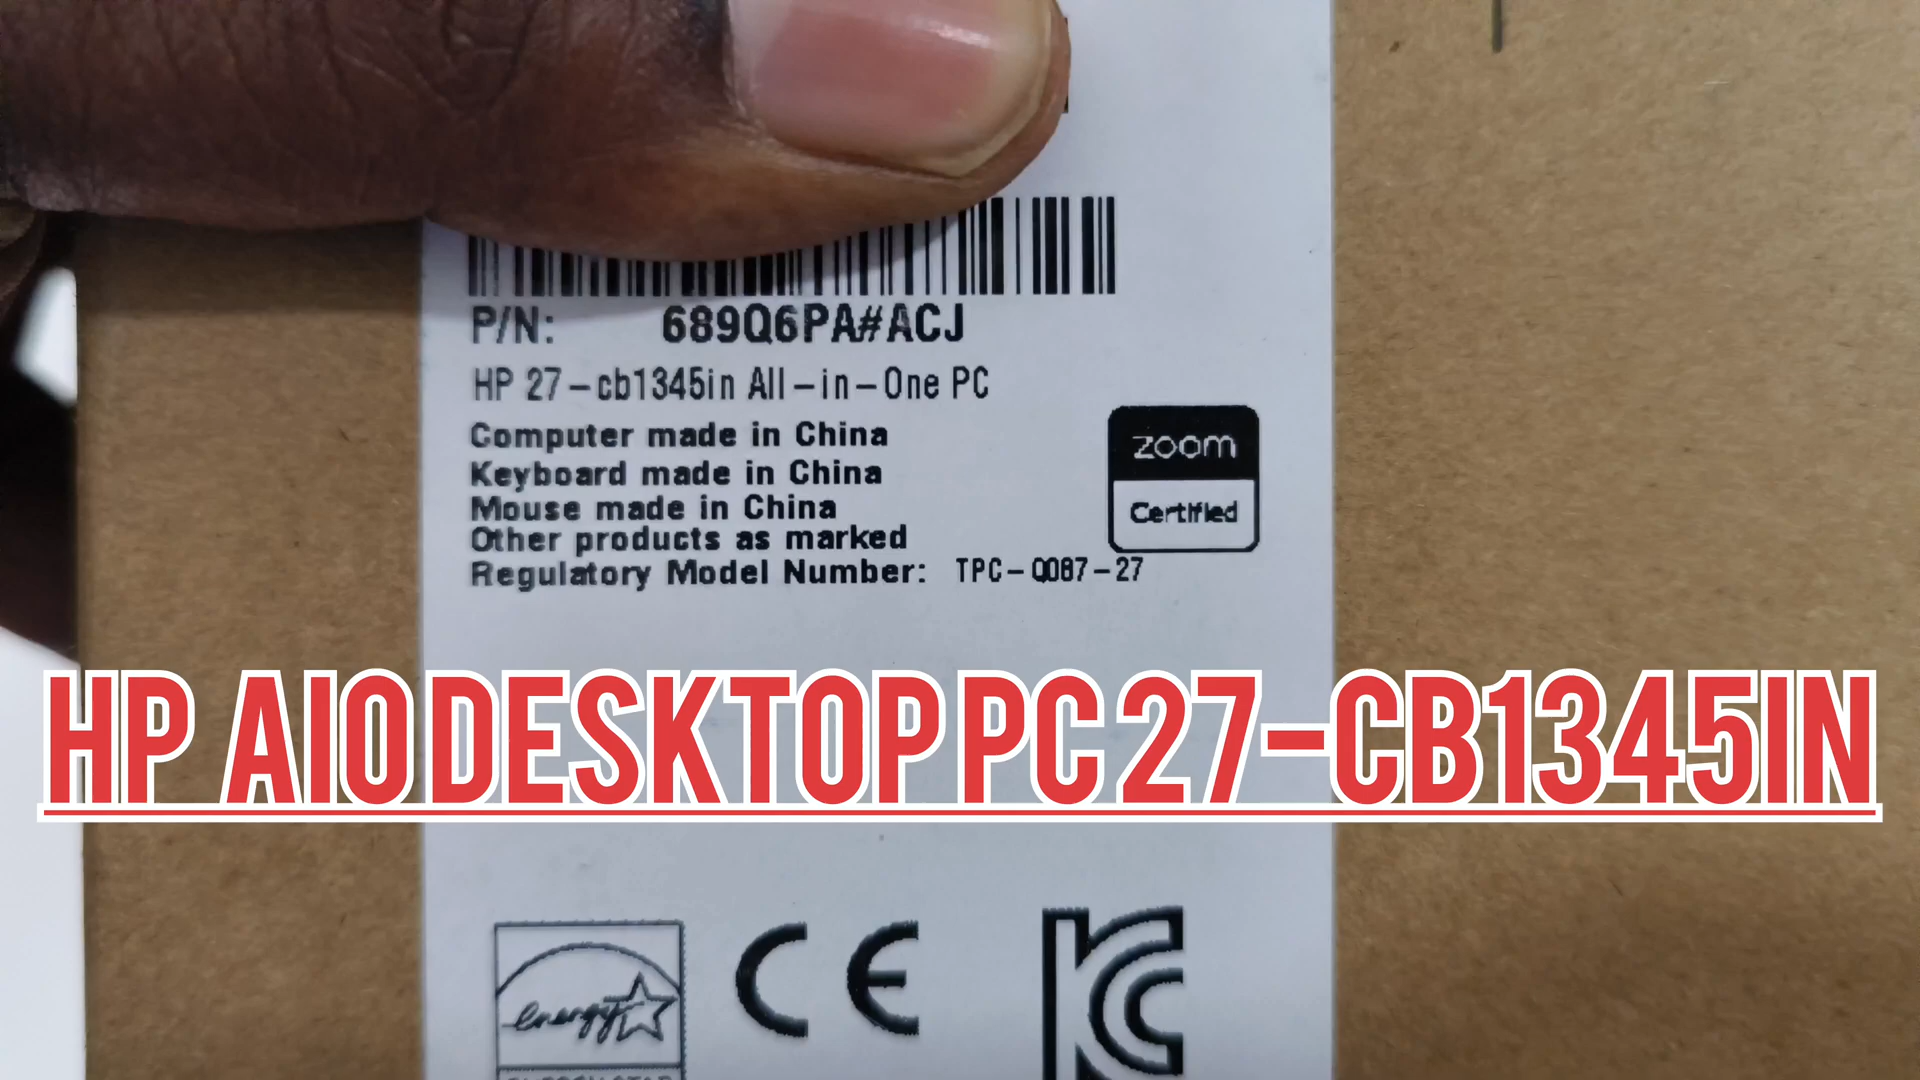 P/N: 689Q6PA#ACJ
HP 27-cb1345in All-in-One PC
Computer made in China
Keyboard made in China
Mouse made in China
Other products as marked
Regulatory Model Number: TPC-Q087-27
zoom
Certified
HP AIO DESKTOP PC 27-CB1345IN
energy
CE